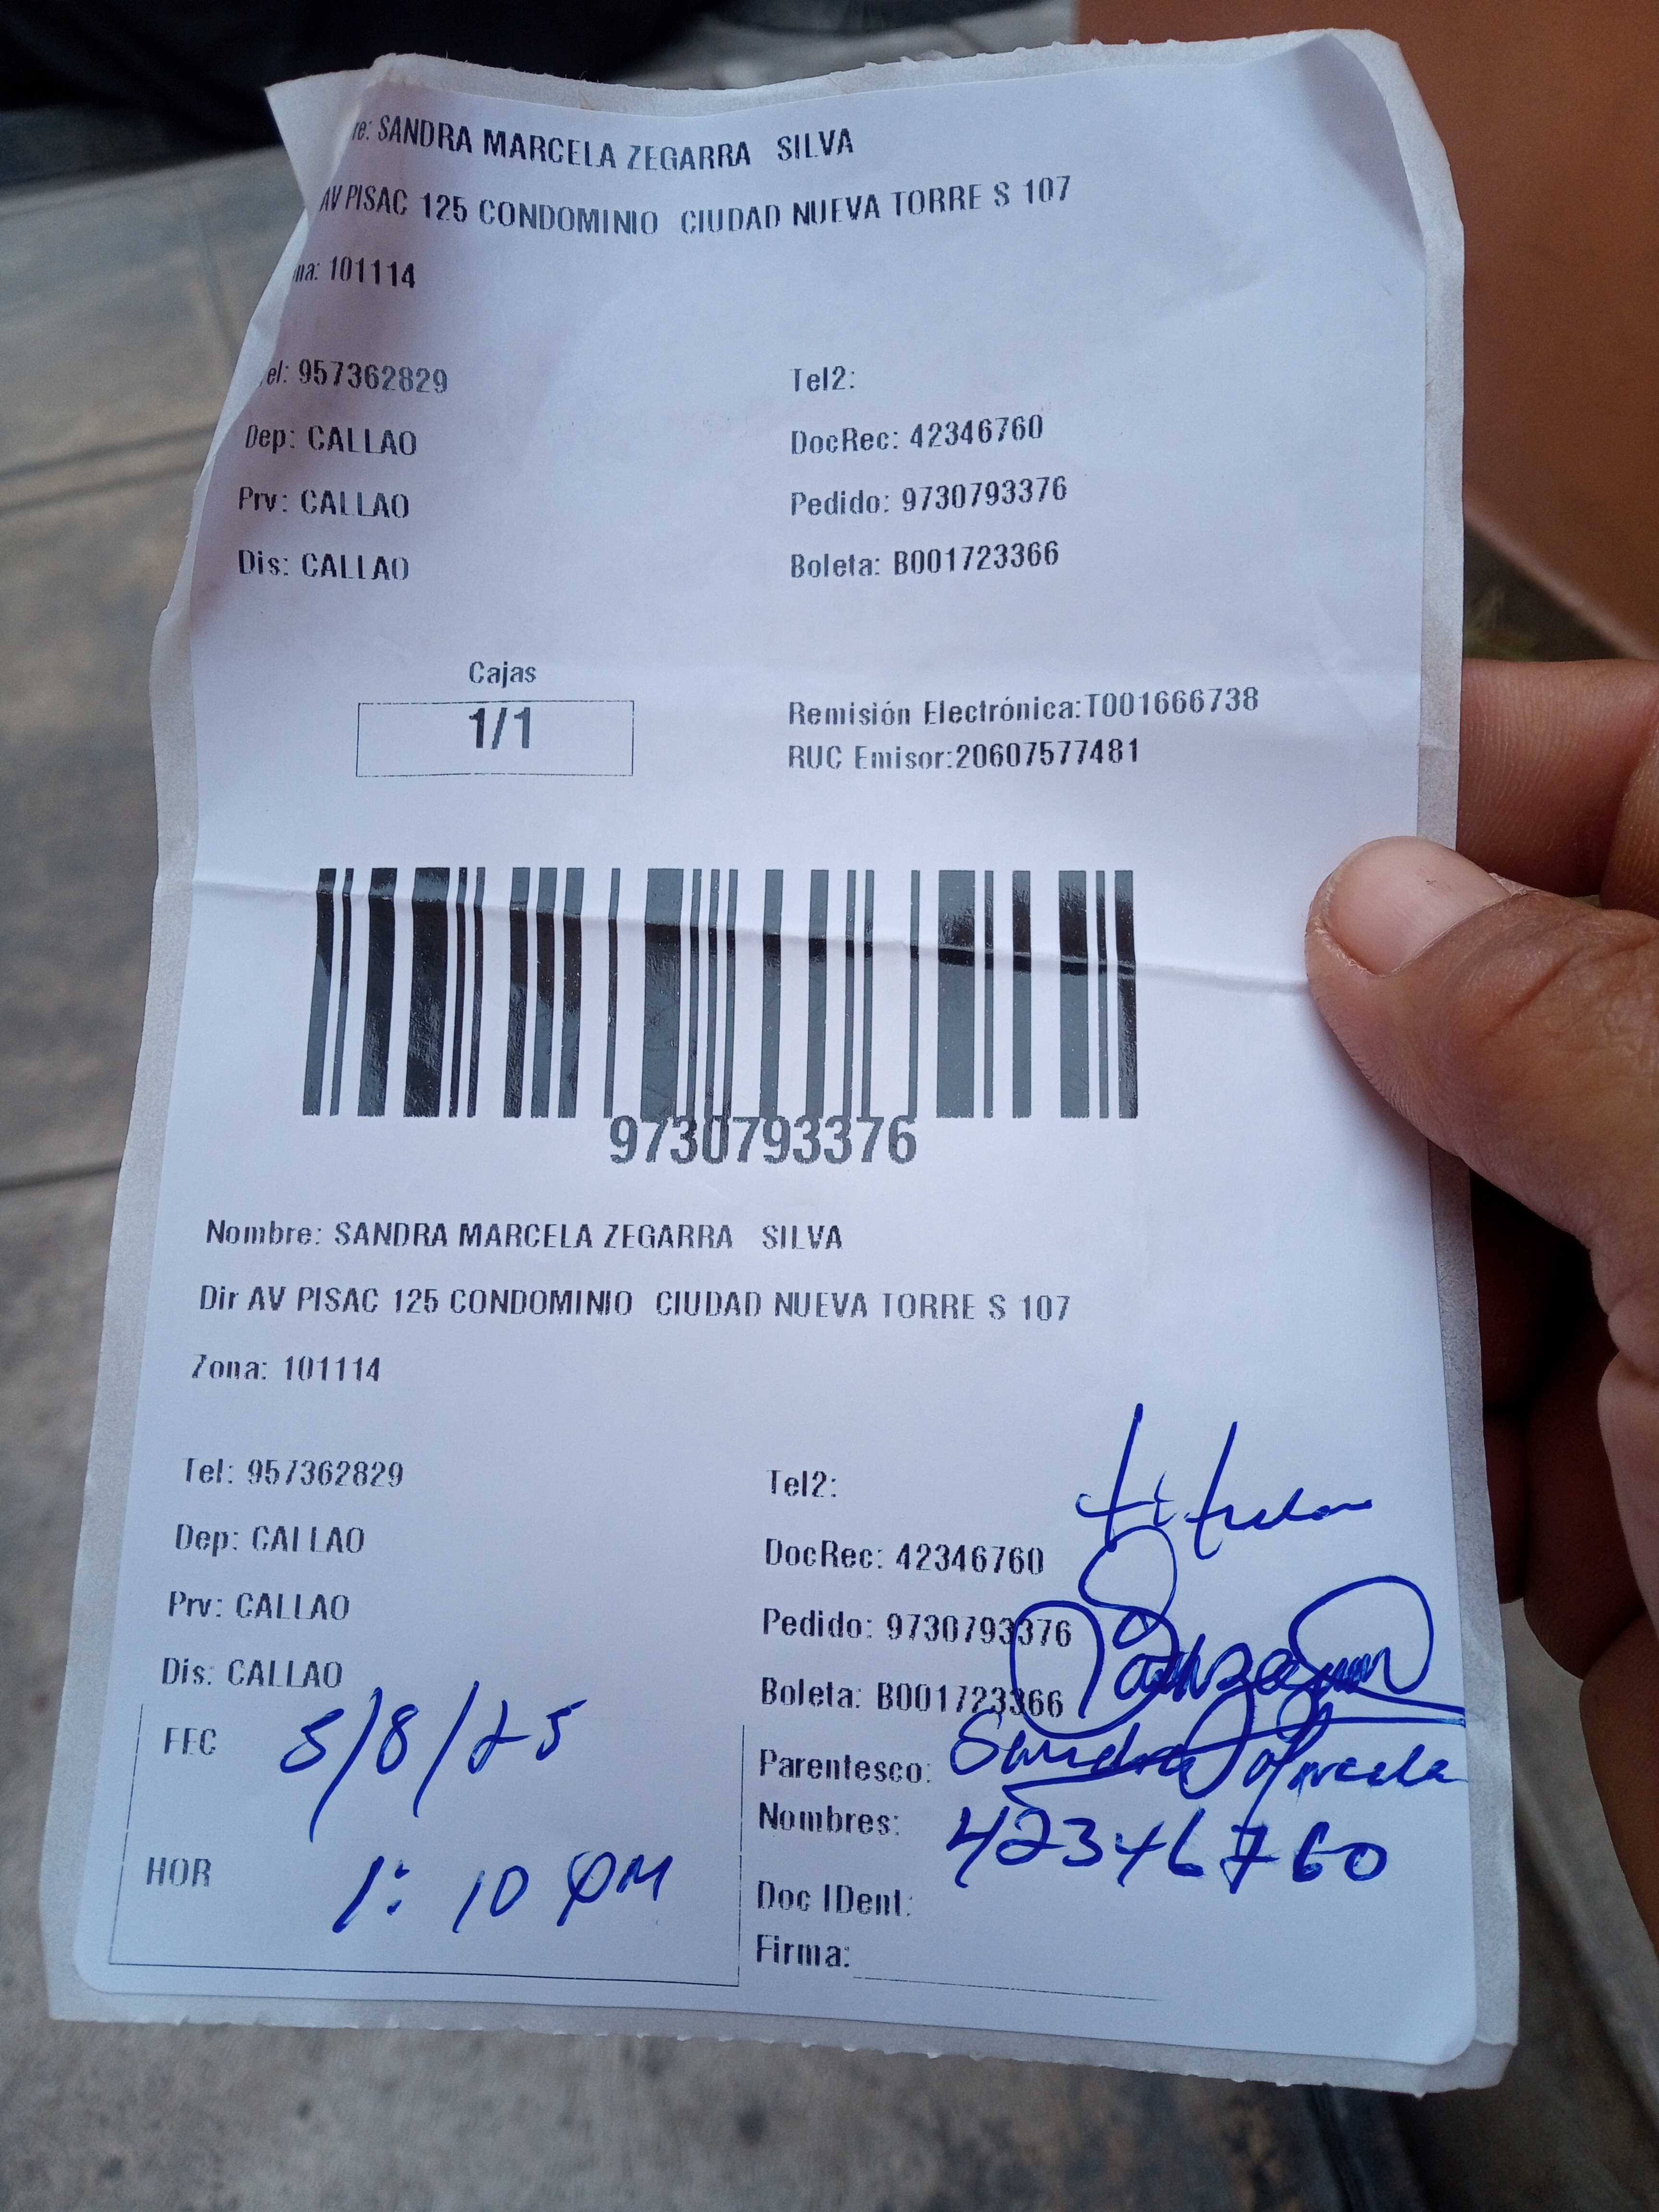 re: SANDRA MARCELA ZEGARRA SILVA
AV PISAC 125 CONDOMINIO CIUDAD NUEVA TORRE S 107
na: 101114
el: 957362829 Tel2:
Dep: CALLAO DocRec: 42346760
Prv: CALLAO Pedido: 9730793376
Dis: CALLAO Boleta: B001723366
Cajas
1/1
Remisión Electrónica:T001666738
RUC Emisor:20607577481
9730793376
Nombre: SANDRA MARCELA ZEGARRA SILVA
Dir AV PISAC 125 CONDOMINIO CIUDAD NUEVA TORRE S 107
Zona: 101114
Tel: 957362829 Tel2:
titular
Dep: CALLAO DocRec: 42346760
Prv: CALLAO Pedido: 9730793376
Dis: CALLAO Boleta: B001723366
FEC 5/8/25
Parentesco: Sandra Marcela
Nombres: 42346760
HOR 1:10 PM
Doc IDent:
Firma: